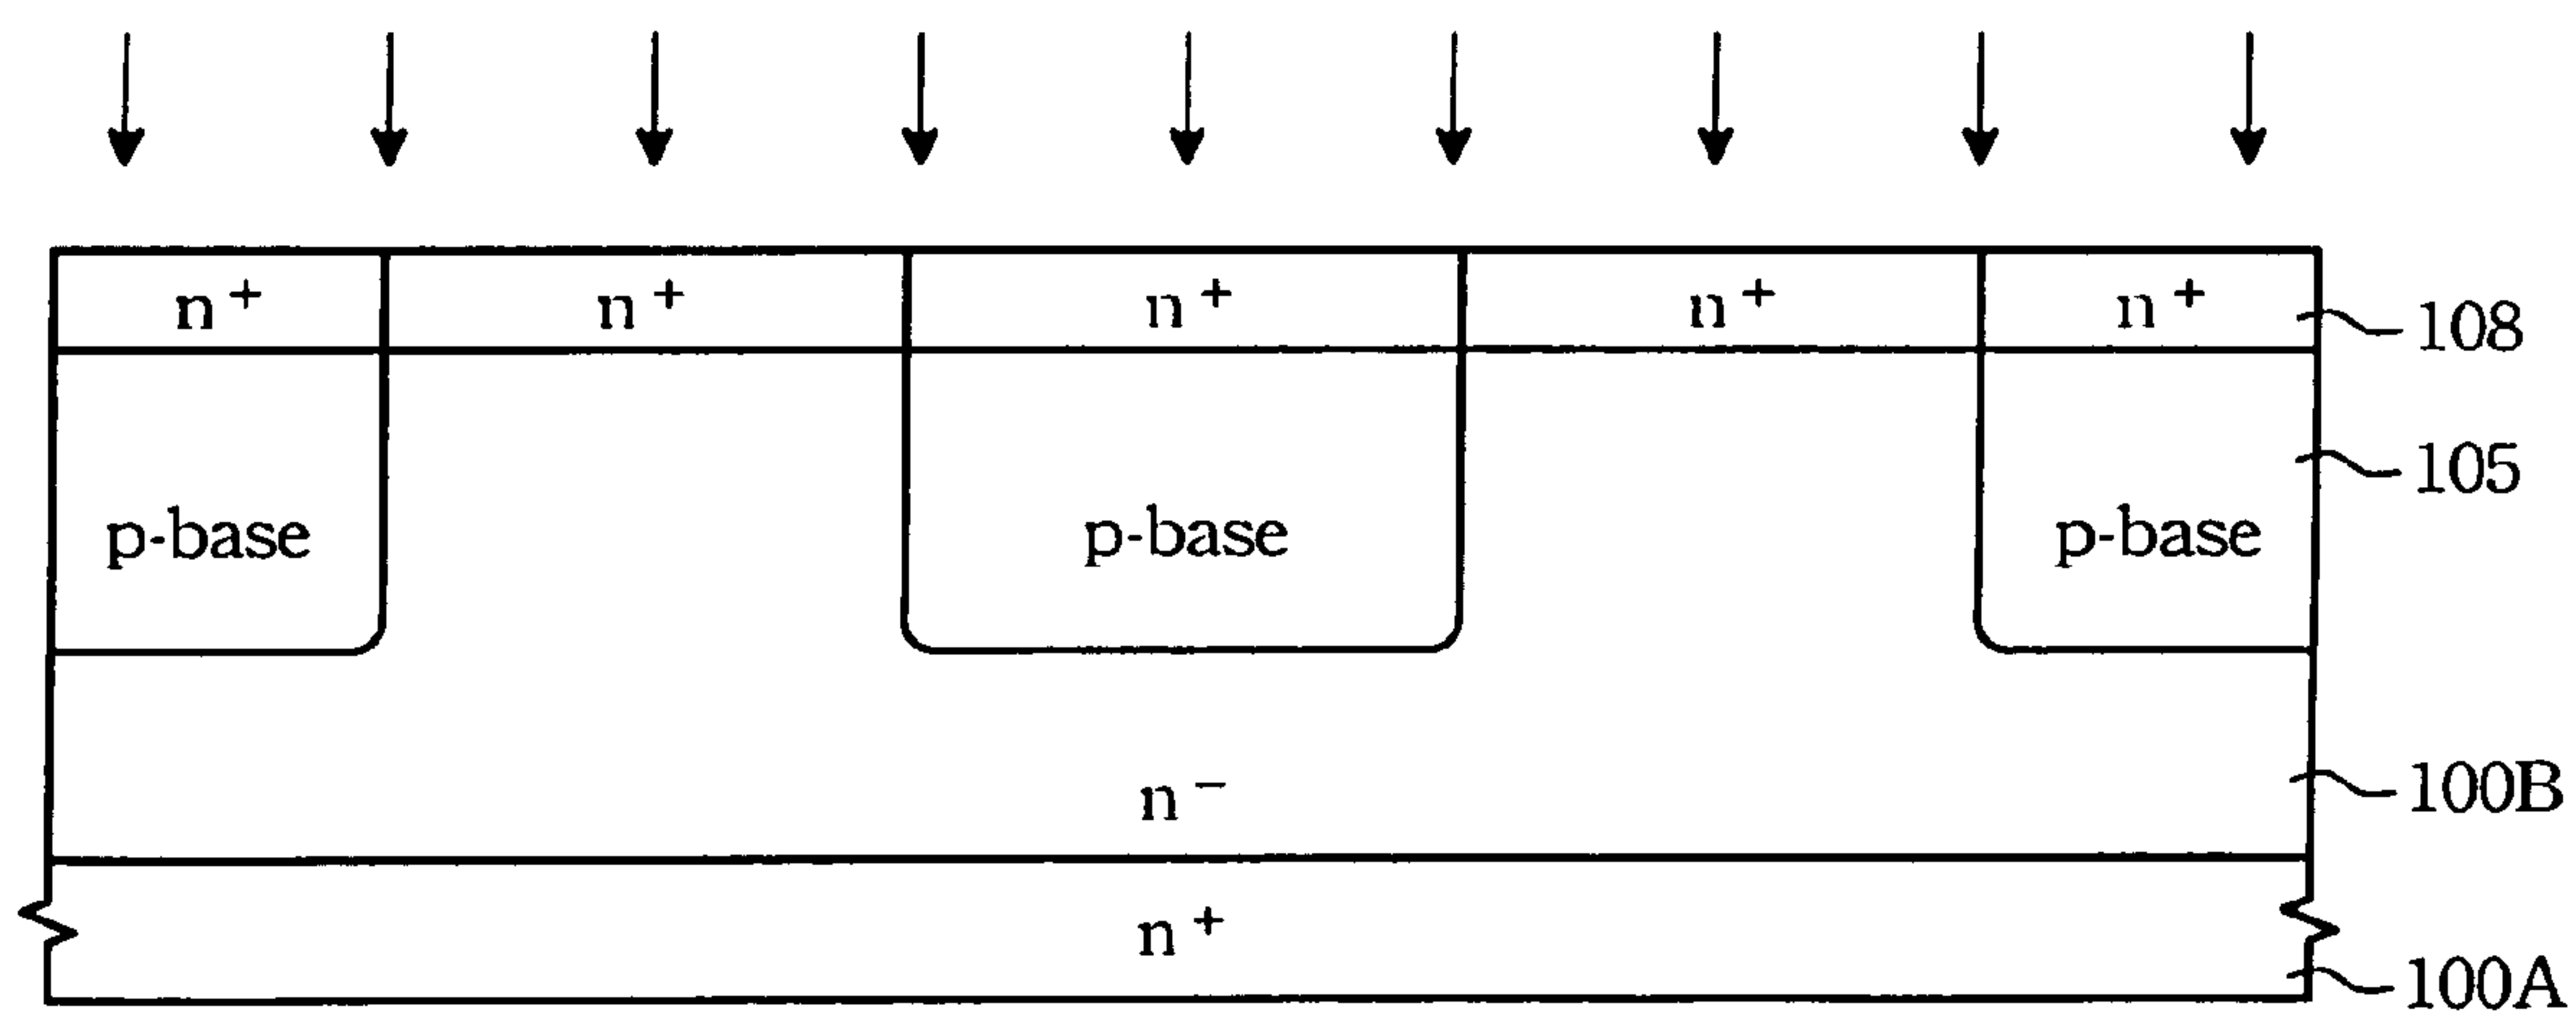 n+ n+ n+ n+ n+ 108
105
p-base p-base p-base
n− 100B
n+
100A